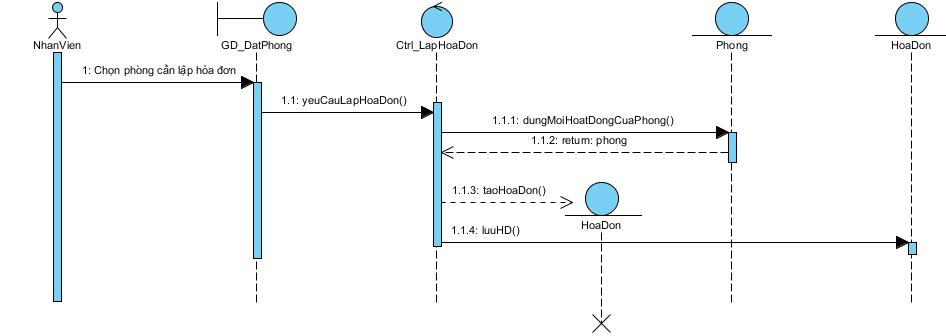 NhanVien
GD_DatPhong
Ctrl_LapHoaDon
Phong
HoaDon
1: Chọn phòng cần lập hóa đơn
1.1: yeuCauLapHoaDon()
1.1.1: dungMoiHoatDongCuaPhong()
1.1.2: return: phong
1.1.3: taoHoaDon()
HoaDon
1.1.4: luuHD()